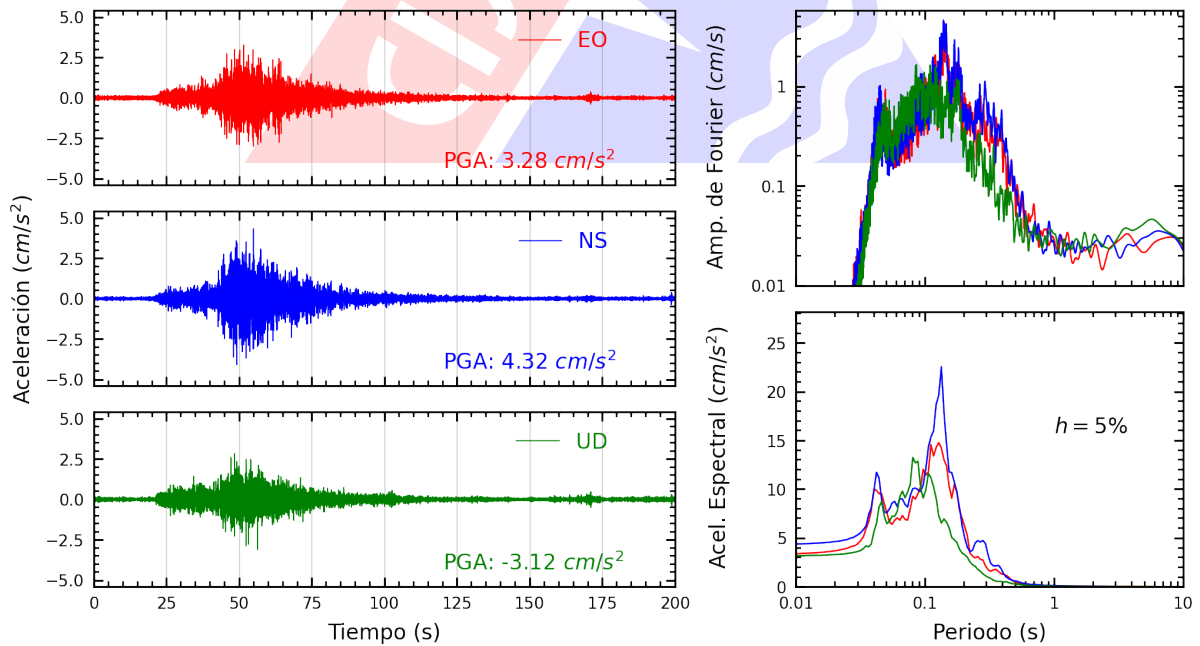 5.0
2.5
0.0
−2.5
−5.0
EO
PGA: 3.28 cm/s²
5.0
2.5
0.0
−2.5
−5.0
NS
PGA: 4.32 cm/s²
5.0
2.5
0.0
−2.5
−5.0
UD
PGA: -3.12 cm/s²
0 25 50 75 100 125 150 175 200
Tiempo (s)
Aceleración (cm/s²)
Amp. de Fourier (cm/s)
1
0.1
0.01
Acel. Espectral (cm/s²)
25
20
15
10
5
0
h = 5%
0.01 0.1 1 10
Periodo (s)